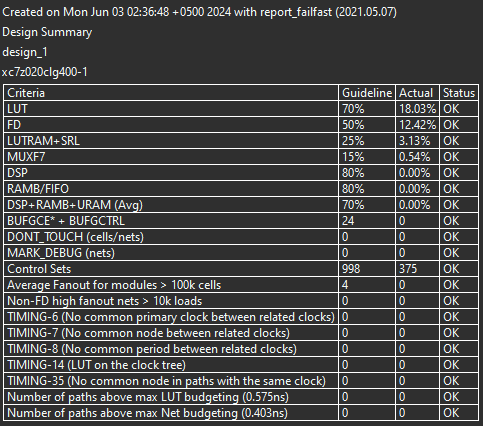 Created on Mon Jun 03 02:36:48 +0500 2024 with report_failfast (2021.05.07)
Design Summary
design_1
xc7z020clg400-1
Criteria Guideline Actual Status
LUT 70% 18.03% OK
FD 50% 12.42% OK
LUTRAM+SRL 25% 3.13% OK
MUXF7 15% 0.54% OK
DSP 80% 0.00% OK
RAMB/FIFO 80% 0.00% OK
DSP+RAMB+URAM (Avg) 70% 0.00% OK
BUFGCE* + BUFGCTRL 24 0 OK
DONT_TOUCH (cells/nets) 0 0 OK
MARK_DEBUG (nets) 0 0 OK
Control Sets 998 375 OK
Average Fanout for modules > 100k cells 4 0 OK
Non-FD high fanout nets > 10k loads 0 0 OK
TIMING-6 (No common primary clock between related clocks) 0 0 OK
TIMING-7 (No common node between related clocks) 0 0 OK
TIMING-8 (No common period between related clocks) 0 0 OK
TIMING-14 (LUT on the clock tree) 0 0 OK
TIMING-35 (No common node in paths with the same clock) 0 0 OK
Number of paths above max LUT budgeting (0.575ns) 0 0 OK
Number of paths above max Net budgeting (0.403ns) 0 0 OK